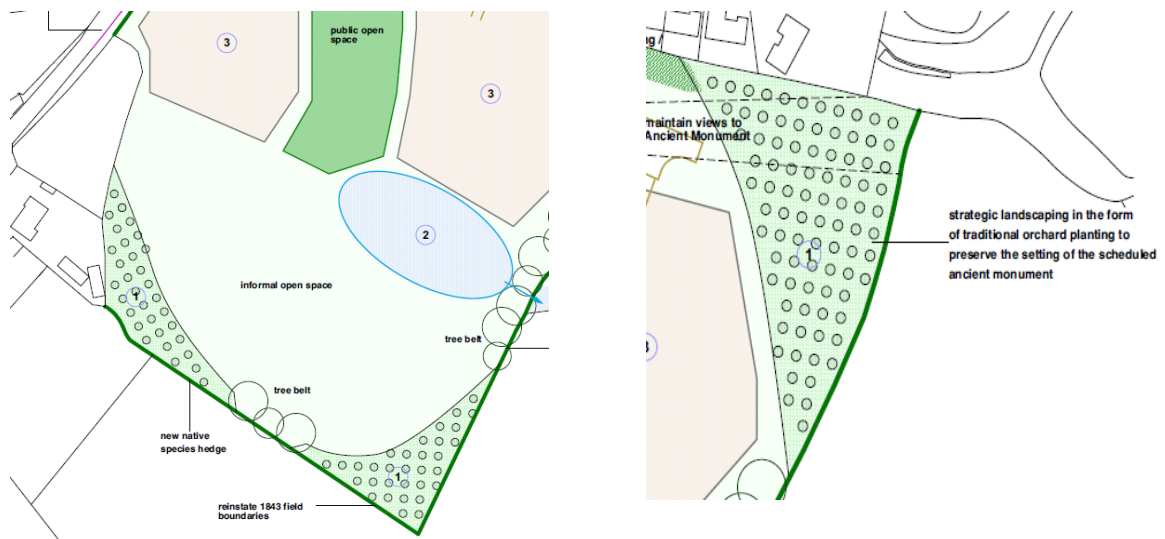 3
public open
space
3
2
informal open space
1
tree belt
tree belt
new native
species hedge
1
reinstate 1843 field
boundaries
ng /
maintain views to
Ancient Monument
strategic landscaping in the form
of traditional orchard planting to
preserve the setting of the scheduled
ancient monument
1
3